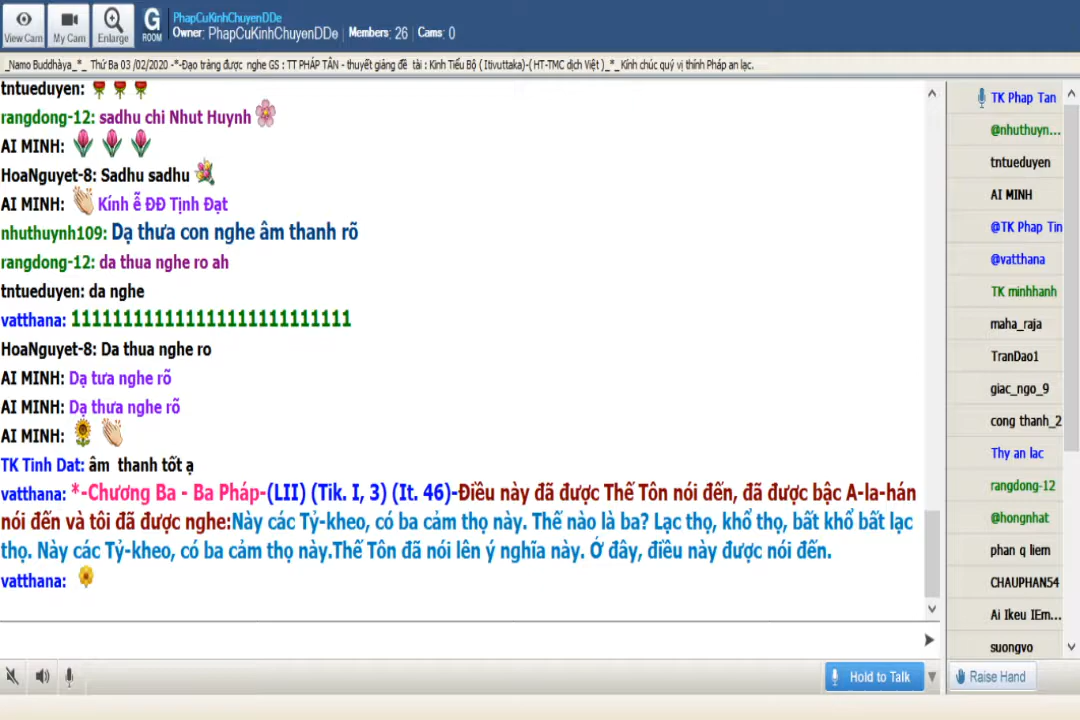 View Cam
My Cam
Enlarge
G
ROOM
PhapCuKinhChuyenDDe
Owner: PhapCuKinhChuyenDDe Members: 26 Cams: 0
_Namo Buddhàya_*_ Thứ Ba 03 /02/2020 -*-Đạo tràng được nghe GS : TT PHÁP TÂN - thuyết giảng đề tài : Kinh Tiểu Bộ ( Itivuttaka)-( HT-TMC dịch Việt )_*_Kính chúc quý vị thính Pháp an lạc.
tntueduyen:
rangdong-12: sadhu chi Nhut Huynh
AI MINH:
HoaNguyet-8: Sadhu sadhu
AI MINH: Kính ễ ĐĐ Tịnh Đạt
nhuthuynh109: Dạ thưa con nghe âm thanh rõ
rangdong-12: da thua nghe ro ah
tntueduyen: da nghe
vatthana: 111111111111111111111111111
HoaNguyet-8: Da thua nghe ro
AI MINH: Dạ tưa nghe rõ
AI MINH: Dạ thưa nghe rõ
AI MINH:
TK Tinh Dat: âm thanh tốt ạ
vatthana: *-Chương Ba - Ba Pháp-(LII) (Tik. I, 3) (It. 46)-Điều này đã được Thế Tôn nói đến, đã được bậc A-la-hán
nói đến và tôi đã được nghe:Này các Tỷ-kheo, có ba cảm thọ này. Thế nào là ba? Lạc thọ, khổ thọ, bất khổ bất lạc
thọ. Này các Tỷ-kheo, có ba cảm thọ này.Thế Tôn đã nói lên ý nghĩa này. Ở đây, điều này được nói đến.
vatthana:
TK Phap Tan
@nhuthuyn...
tntueduyen
AI MINH
@TK Phap Tin
@vatthana
TK minhhanh
maha_raja
TranDao1
giac_ngo_9
cong thanh_2
Thy an lac
rangdong-12
@hongnhat
phan q liem
CHAUPHAN54
Ai Ikeu IEm...
suongvo
Hold to Talk
Raise Hand